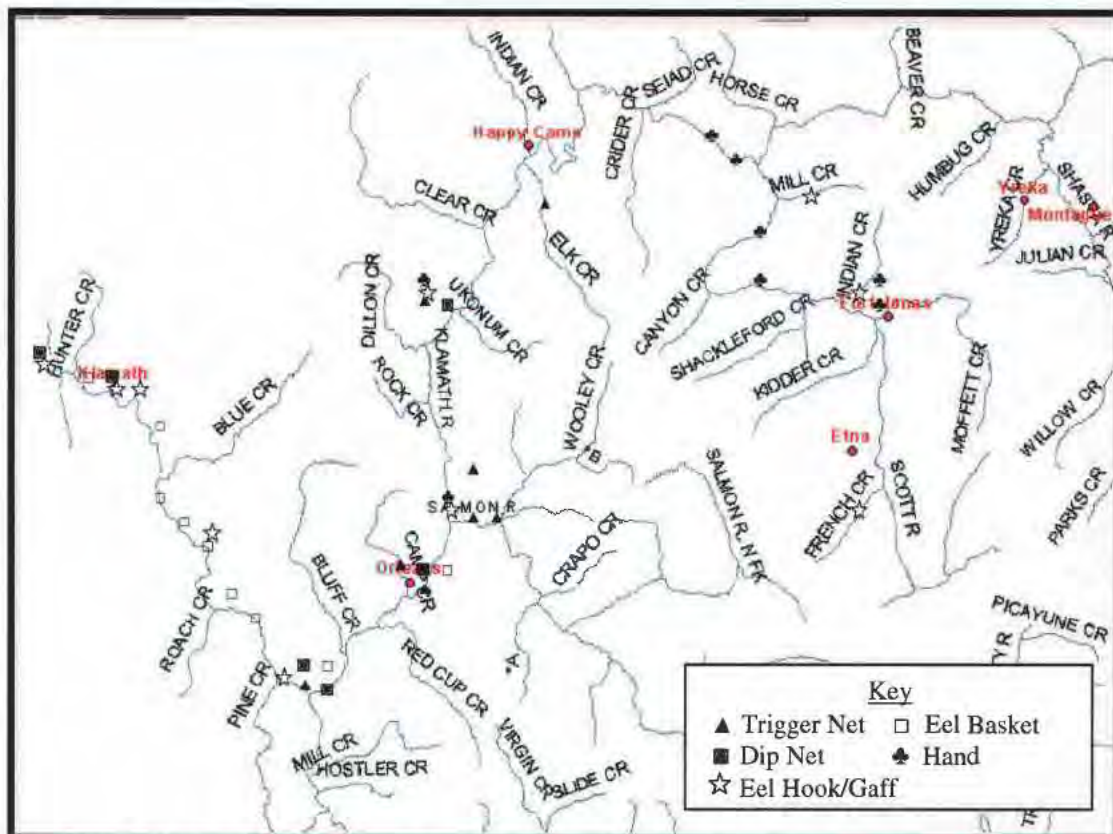 INDIAN CR
SEIAD CR
HORSE CR
BEAVER CR
Happy Camp
CRIDER CR
HUMBUG CR
MILL CR
SHASTA R
CLEAR CR
Yreka
YREKA CR
Montague
ELK CR
INDIAN CR
JULIAN CR
DILLON CR
UKONUM CR
CANYON CR
HUNTER CR
SHACKLEFORD CR
KLAMATH R
Klamath
ROCK CR
KIDDER CR
WOOLEY CR
MOFFETT CR
BLUE CR
WILLOW CR
Etna
B
SALMON R. N FK
SCOTT R
FRENCH CR
PARKS CR
SALMON R
CAMP CR
CRAPO CR
Orleans
BLUFF CR
ROACH CR
PICAYUNE CR
RED CUP CR
A
PINE CR
Y R
VIRGIN CR
MILL CR
HOSTLER CR
SLIDE CR
Key
Trigger Net Eel Basket
Dip Net Hand
Eel Hook/Gaff